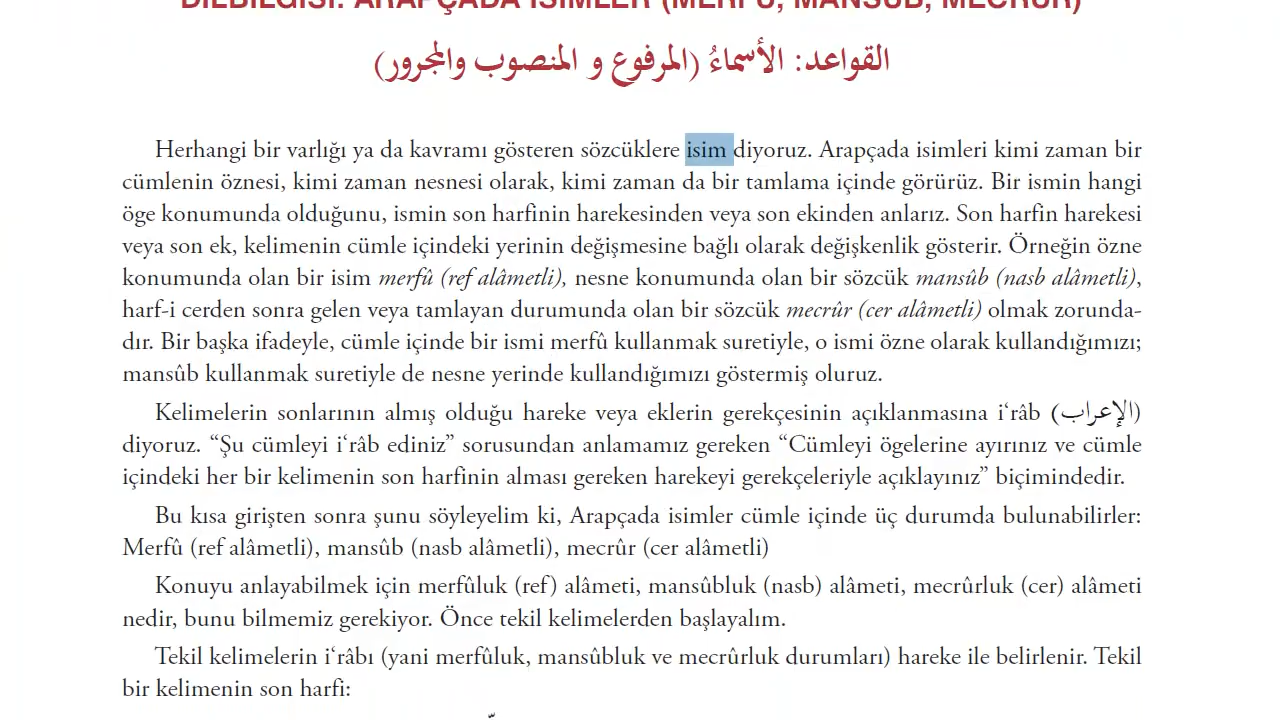 DİLBİLGİSİ: ARAPÇADA İSİMLER (MERFÛ, MANSÛB, MECRÛR)
القواعد: الأسماءُ (المرفوع و المنصوب والمجرور)
Herhangi bir varlığı ya da kavramı gösteren sözcüklere isim diyoruz. Arapçada isimleri kimi zaman bir
cümlenin öznesi, kimi zaman nesnesi olarak, kimi zaman da bir tamlama içinde görürüz. Bir ismin hangi
öge konumunda olduğunu, ismin son harfinin harekesinden veya son ekinden anlarız. Son harfin harekesi
veya son ek, kelimenin cümle içindeki yerinin değişmesine bağlı olarak değişkenlik gösterir. Örneğin özne
konumunda olan bir isim merfû (ref alâmetli), nesne konumunda olan bir sözcük mansûb (nasb alâmetli),
harf-i cerden sonra gelen veya tamlayan durumunda olan bir sözcük mecrûr (cer alâmetli) olmak zorunda-
dır. Bir başka ifadeyle, cümle içinde bir ismi merfû kullanmak suretiyle, o ismi özne olarak kullandığımızı;
mansûb kullanmak suretiyle de nesne yerinde kullandığımızı göstermiş oluruz.
Kelimelerin sonlarının almış olduğu hareke veya eklerin gerekçesinin açıklanmasına i‘râb (الإعراب)
diyoruz. “Şu cümleyi i‘râb ediniz” sorusundan anlamamız gereken “Cümleyi ögelerine ayırınız ve cümle
içindeki her bir kelimenin son harfinin alması gereken harekeyi gerekçeleriyle açıklayınız” biçimindedir.
Bu kısa girişten sonra şunu söyleyelim ki, Arapçada isimler cümle içinde üç durumda bulunabilirler:
Merfû (ref alâmetli), mansûb (nasb alâmetli), mecrûr (cer alâmetli)
Konuyu anlayabilmek için merfûluk (ref) alâmeti, mansûbluk (nasb) alâmeti, mecrûrluk (cer) alâmeti
nedir, bunu bilmemiz gerekiyor. Önce tekil kelimelerden başlayalım.
Tekil kelimelerin i‘râbı (yani merfûluk, mansûbluk ve mecrûrluk durumları) hareke ile belirlenir. Tekil
bir kelimenin son harfi: